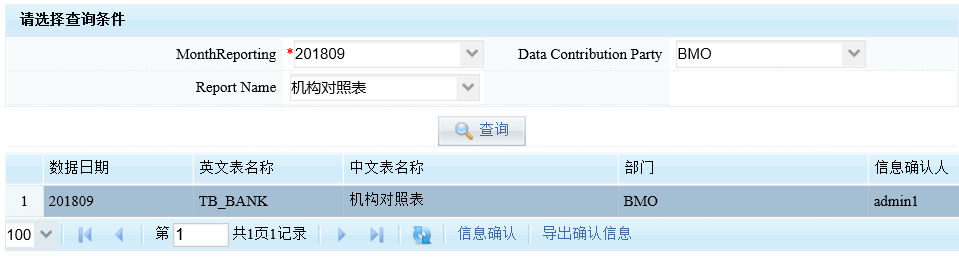 请选择查询条件
MonthReporting *201809 Data Contribution Party BMO
Report Name 机构对照表
查询
数据日期 英文表名称 中文表名称 部门 信息确认人
1 201809 TB_BANK 机构对照表 BMO admin1
100 第 1 共1页1记录 信息确认 导出确认信息